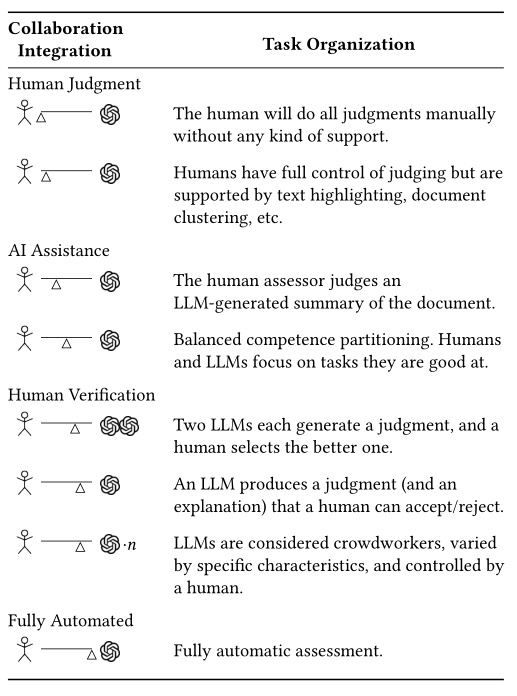 Collaboration
Integration
Task Organization
Human Judgment
The human will do all judgments manually
without any kind of support.
Humans have full control of judging but are
supported by text highlighting, document
clustering, etc.
AI Assistance
The human assessor judges an
LLM-generated summary of the document.
Balanced competence partitioning. Humans
and LLMs focus on tasks they are good at.
Human Verification
Two LLMs each generate a judgment, and a
human selects the better one.
An LLM produces a judgment (and an
explanation) that a human can accept/reject.
·n
LLMs are considered crowdworkers, varied
by specific characteristics, and controlled by
a human.
Fully Automated
Fully automatic assessment.